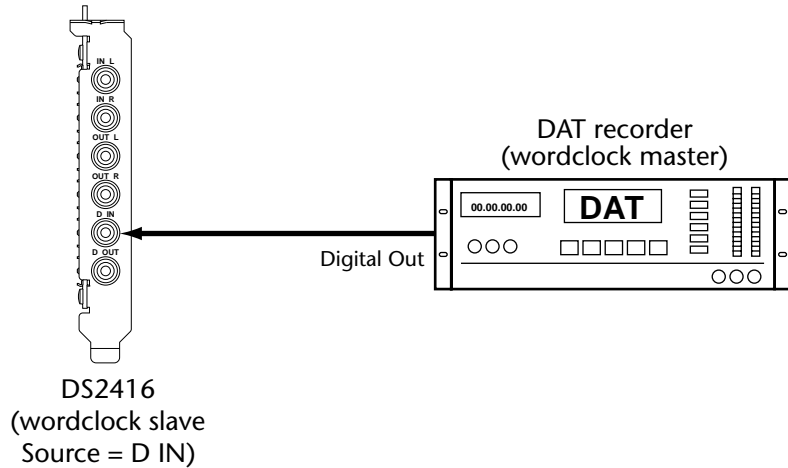 IN L
IN R
OUT L
OUT R
D IN
D OUT
DS2416
(wordclock slave
Source = D IN)
Digital Out
DAT recorder
(wordclock master)
00.00.00.00
DAT